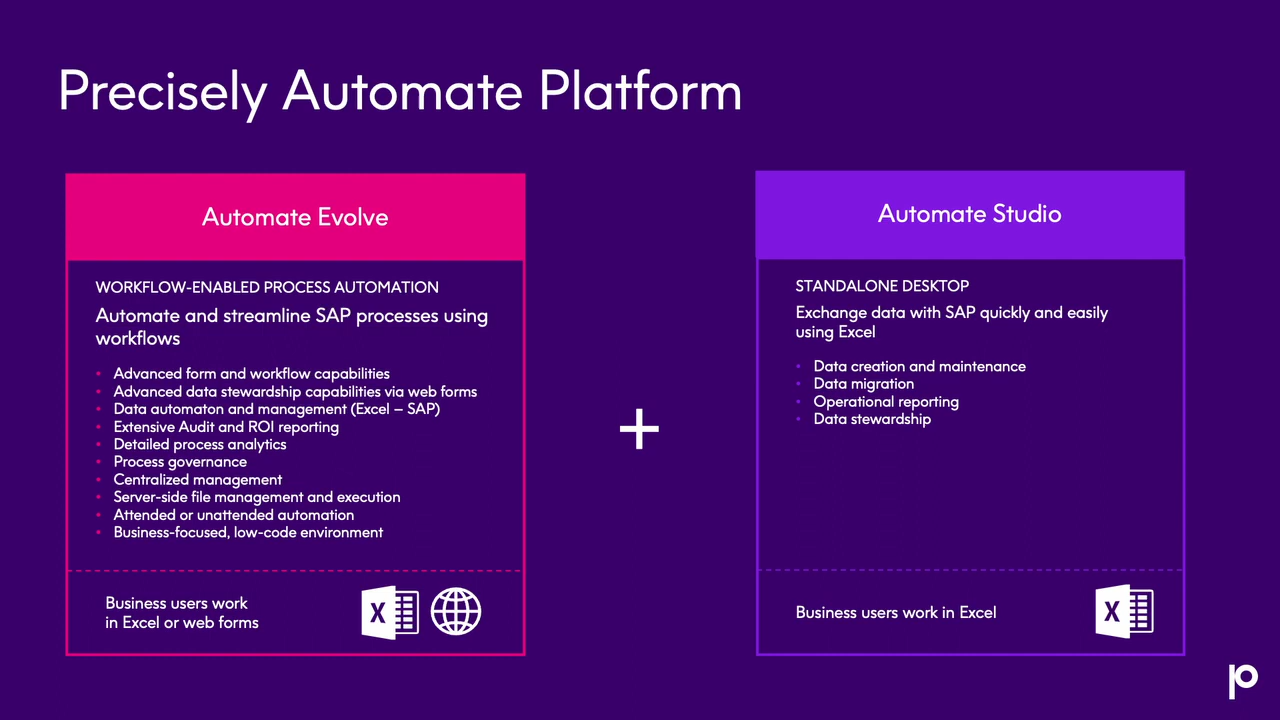 Precisely Automate Platform
Automate Evolve
WORKFLOW-ENABLED PROCESS AUTOMATION
Automate and streamline SAP processes using
workflows
• Advanced form and workflow capabilities
• Advanced data stewardship capabilities via web forms
• Data automaton and management (Excel – SAP)
• Extensive Audit and ROI reporting
• Detailed process analytics
• Process governance
• Centralized management
• Server-side file management and execution
• Attended or unattended automation
• Business-focused, low-code environment
Business users work
in Excel or web forms
X
+
Automate Studio
STANDALONE DESKTOP
Exchange data with SAP quickly and easily
using Excel
• Data creation and maintenance
• Data migration
• Operational reporting
• Data stewardship
Business users work in Excel
X
p